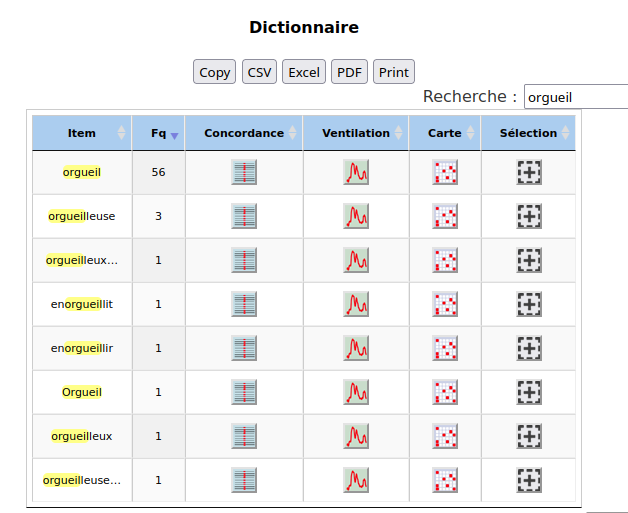 Dictionnaire
Copy CSV Excel PDF Print
Recherche : orgueil
Item Fq Concordance Ventilation Carte Sélection
orgueil 56
orgueilleuse 3
orgueilleux... 1
enorgueillit 1
enorgueillir 1
Orgueil 1
orgueilleux 1
orgueilleuse... 1